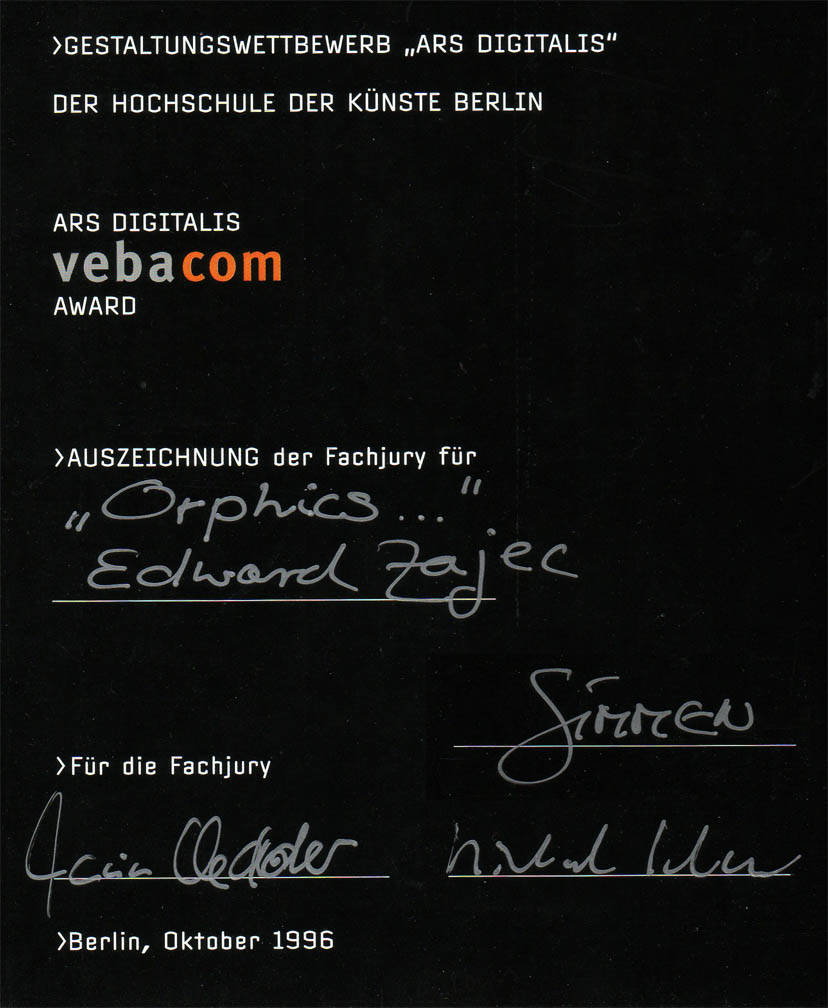 >GESTALTUNGSWETTBEWERB „ARS DIGITALIS“
DER HOCHSCHULE DER KÜNSTE BERLIN
ARS DIGITALIS
vebacom
AWARD
>AUSZEICHNUNG der Fachjury für
„Orphics..."
Edward Zajec
SIMMEN
>Für die Fachjury
>Berlin, Oktober 1996